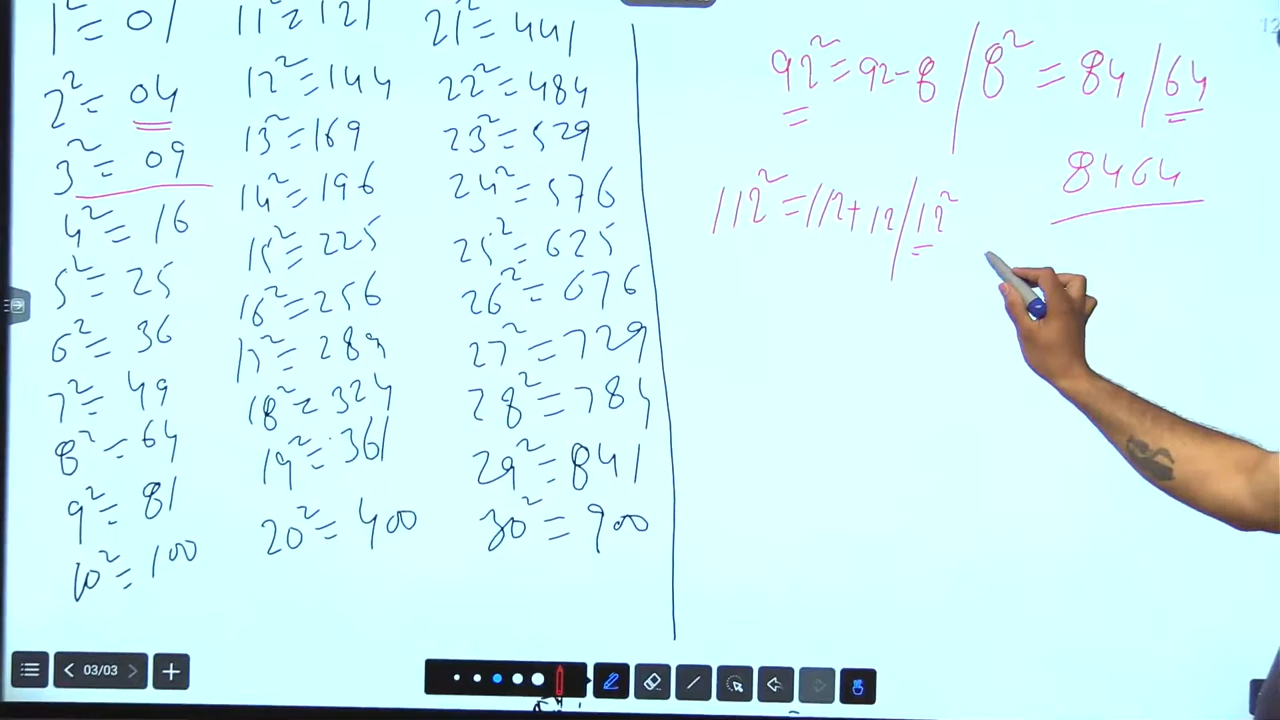 1² = 01
2² = 04
3² = 09
4² = 16
5² = 25
6² = 36
7² = 49
8² = 64
9² = 81
10² = 100
11² = 121
12² = 144
13² = 169
14² = 196
15² = 225
16² = 256
17² = 289
18² = 324
19² = 361
20² = 400
21² = 441
22² = 484
23² = 529
24² = 576
25² = 625
26² = 676
27² = 729
28² = 784
29² = 841
30² = 900
92² = 92-8/8² = 84/64
8464
112² = 112+12/12²
03/03